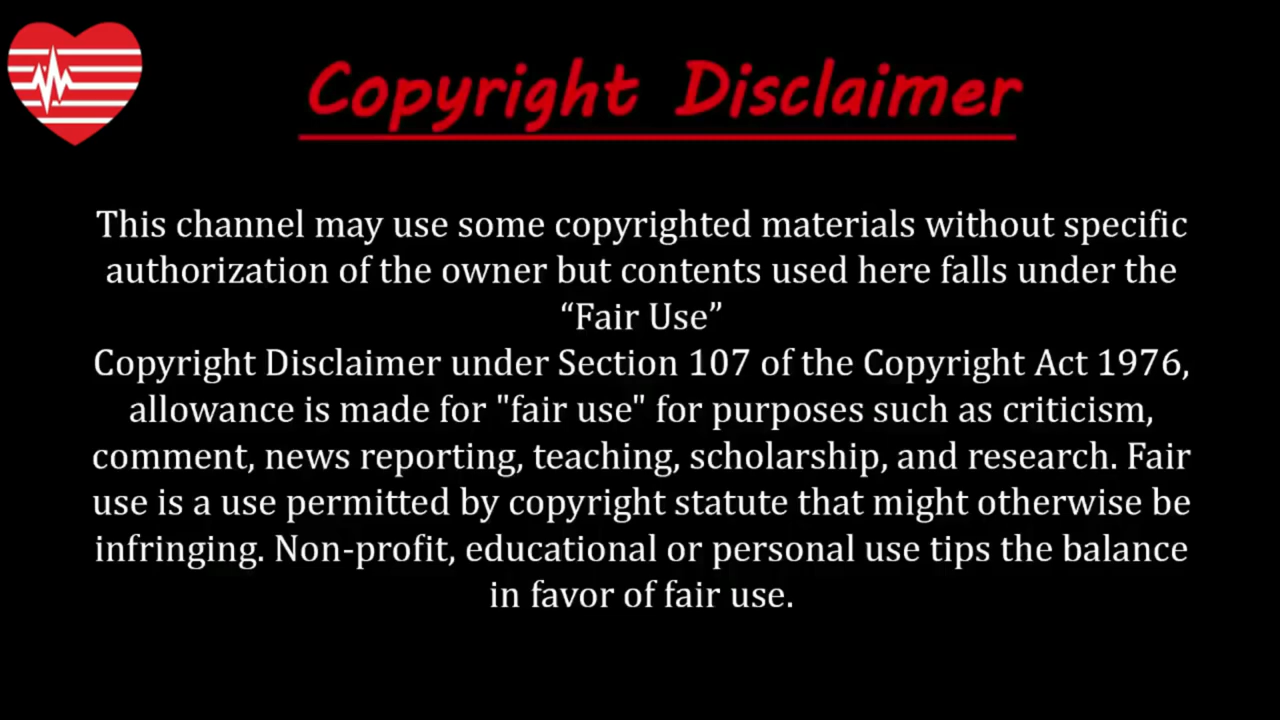 Copyright Disclaimer
This channel may use some copyrighted materials without specific
authorization of the owner but contents used here falls under the
“Fair Use”
Copyright Disclaimer under Section 107 of the Copyright Act 1976,
allowance is made for "fair use" for purposes such as criticism,
comment, news reporting, teaching, scholarship, and research. Fair
use is a use permitted by copyright statute that might otherwise be
infringing. Non-profit, educational or personal use tips the balance
in favor of fair use.